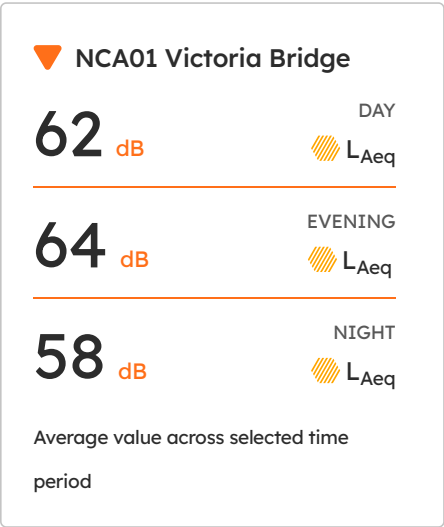 NCA01 Victoria Bridge
DAY
62 dB LAeq
EVENING
64 dB LAeq
NIGHT
58 dB LAeq
Average value across selected time
period